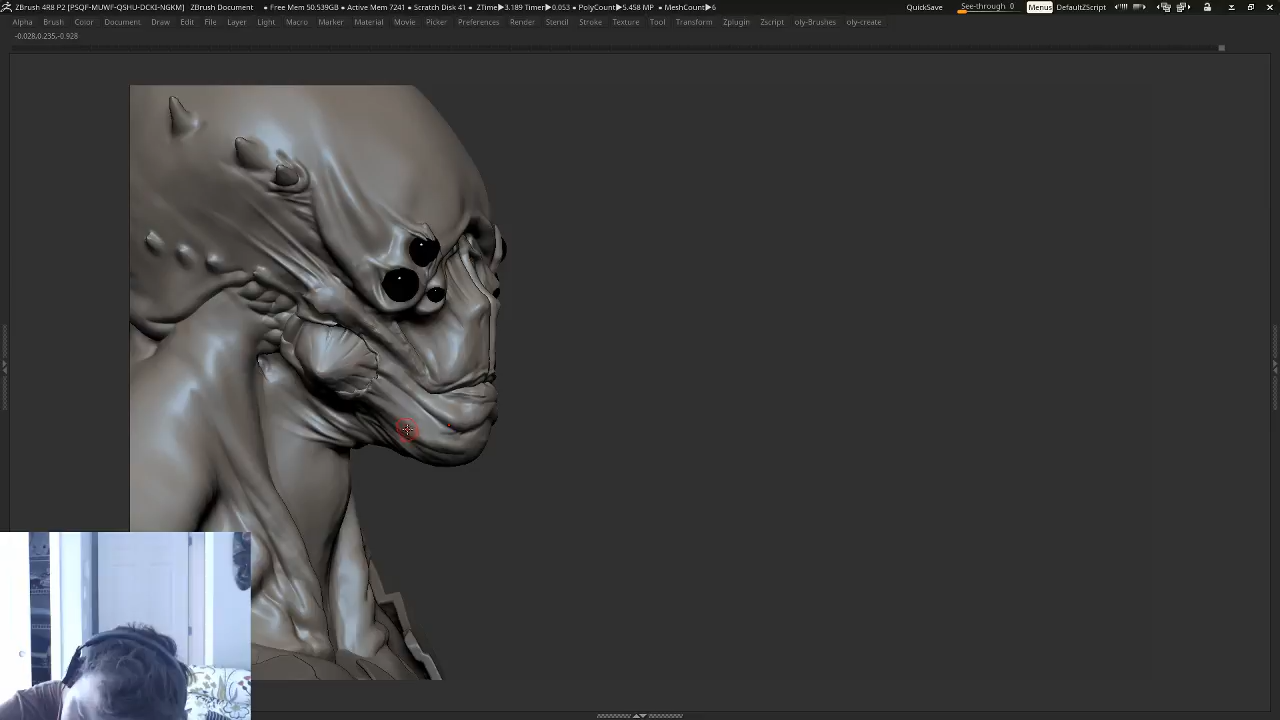 ZBrush 4R8 P2 [PSQF-MUWF-QSHU-DCKI-NGKM] ZBrush Document ● Free Mem 50.539GB ● Active Mem 7241 ● Scratch Disk 41 ● ZTime▶3.189 Timer▶0.053 ● PolyCount▶5.458 MP ● MeshCount▶6 QuickSave See-through 0 Menus DefaultZScript
Alpha Brush Color Document Draw Edit File Layer Light Macro Marker Material Movie Picker Preferences Render Stencil Stroke Texture Tool Transform Zplugin Zscript oly-Brushes oly-create
-0.028,0.235,-0.928